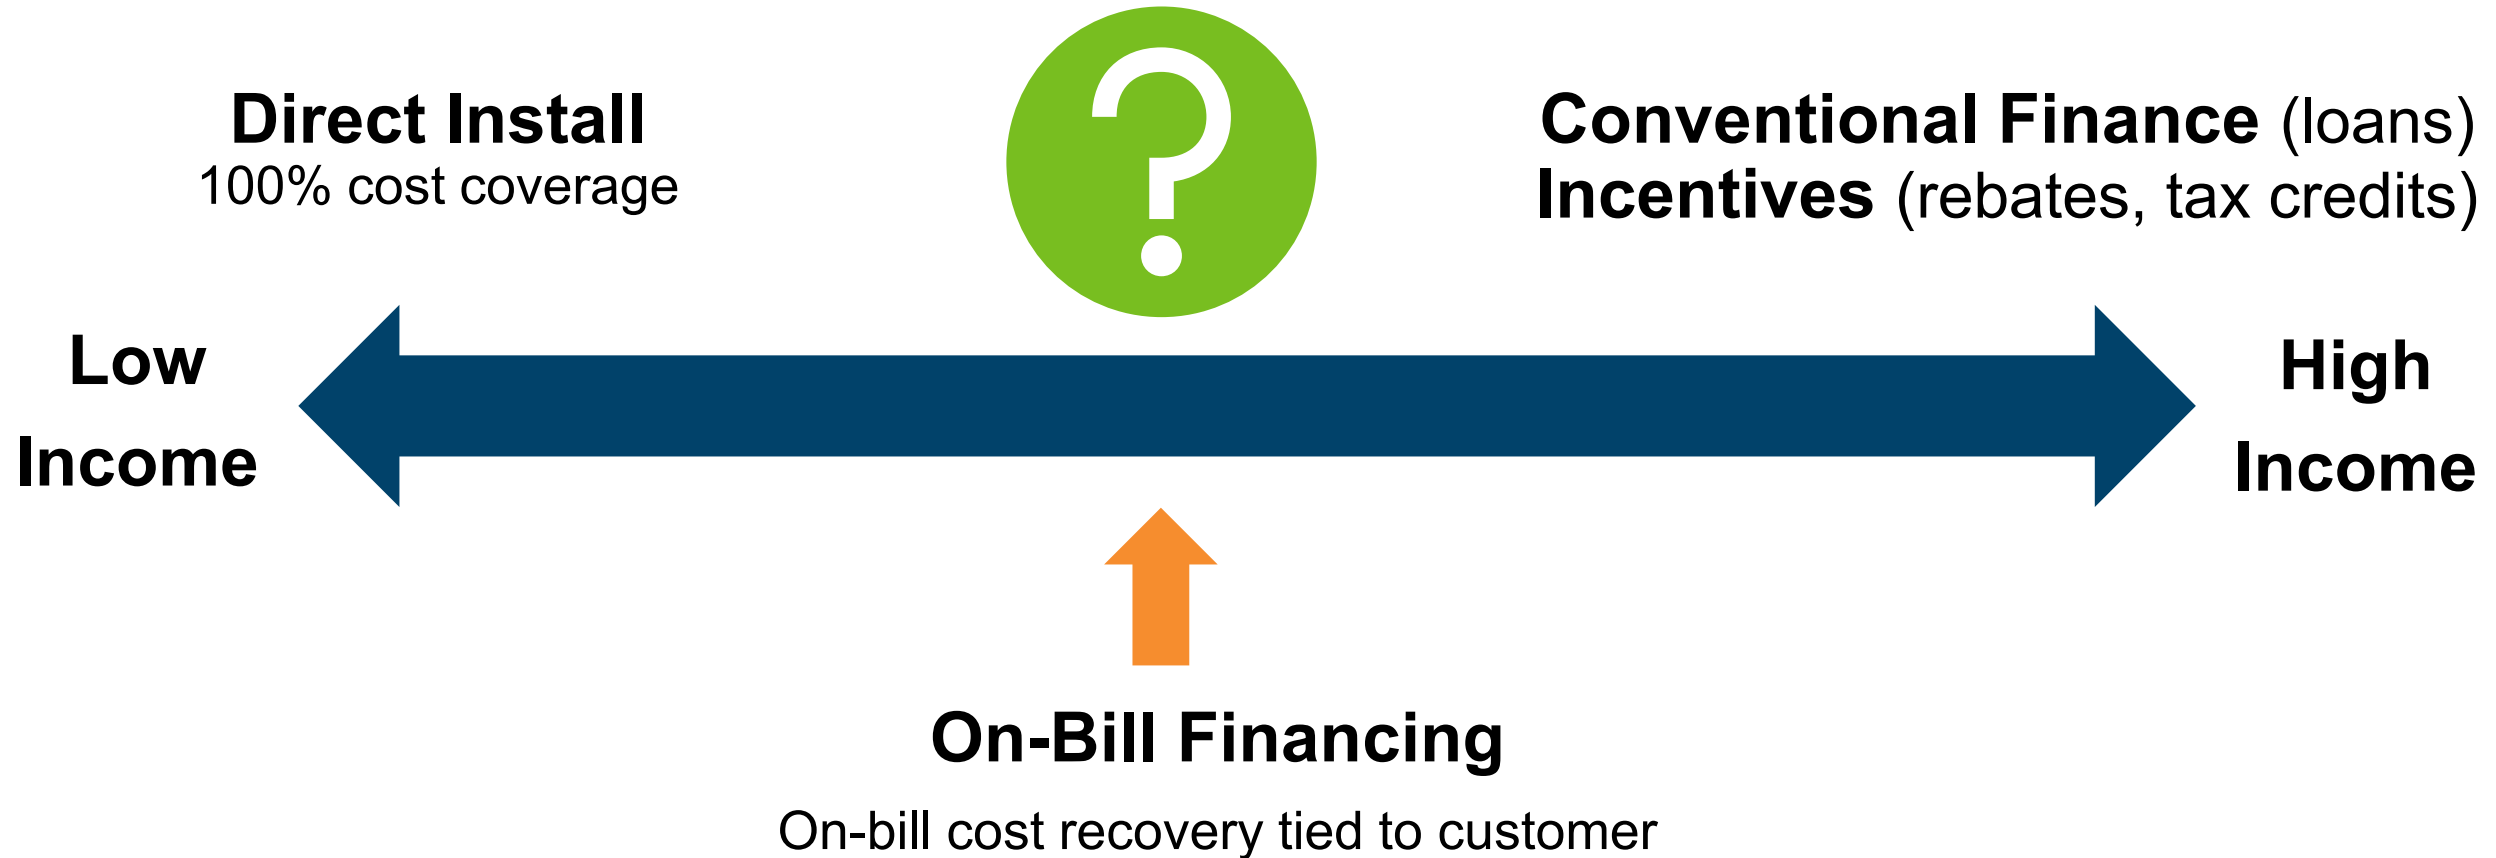 Direct Install
100% cost coverage
?
Conventional Finance (loans)
Incentives (rebates, tax credits)
Low
Income
High
Income
On-Bill Financing
On-bill cost recovery tied to customer